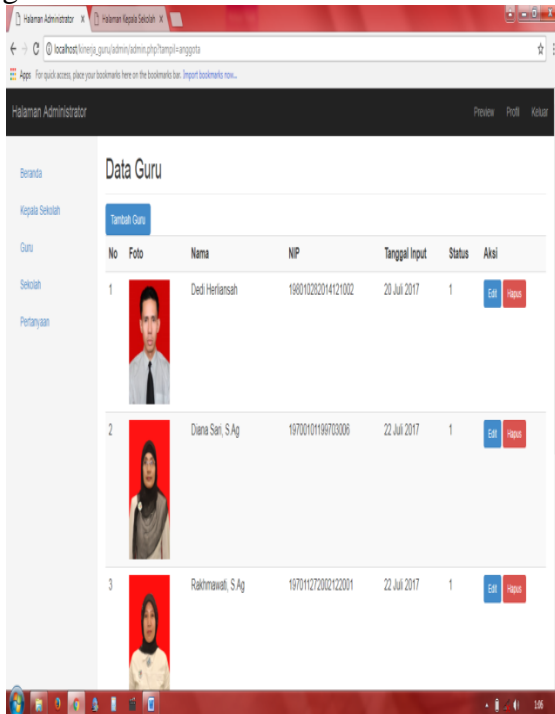 Halaman Administrator
Halaman Kepala Sekolah
localhost/kinerja_guru/admin/admin.php?tampil=anggota
Apps For quick access, place your bookmarks here on the bookmarks bar. Import bookmarks now...
Halaman Administrator Preview Profil Keluar
Beranda
Kepala Sekolah
Guru
Sekolah
Pertanyaan
Data Guru
Tambah Guru
No Foto Nama NIP Tanggal Input Status Aksi
1 Dedi Herliansah 198010282014121002 20 Juli 2017 1 Edit Hapus
2 Diana Sari, S.Ag 19700101199703006 22 Juli 2017 1 Edit Hapus
3 Rakhmawati, S.Ag 197011272002122001 22 Juli 2017 1 Edit Hapus
1:06